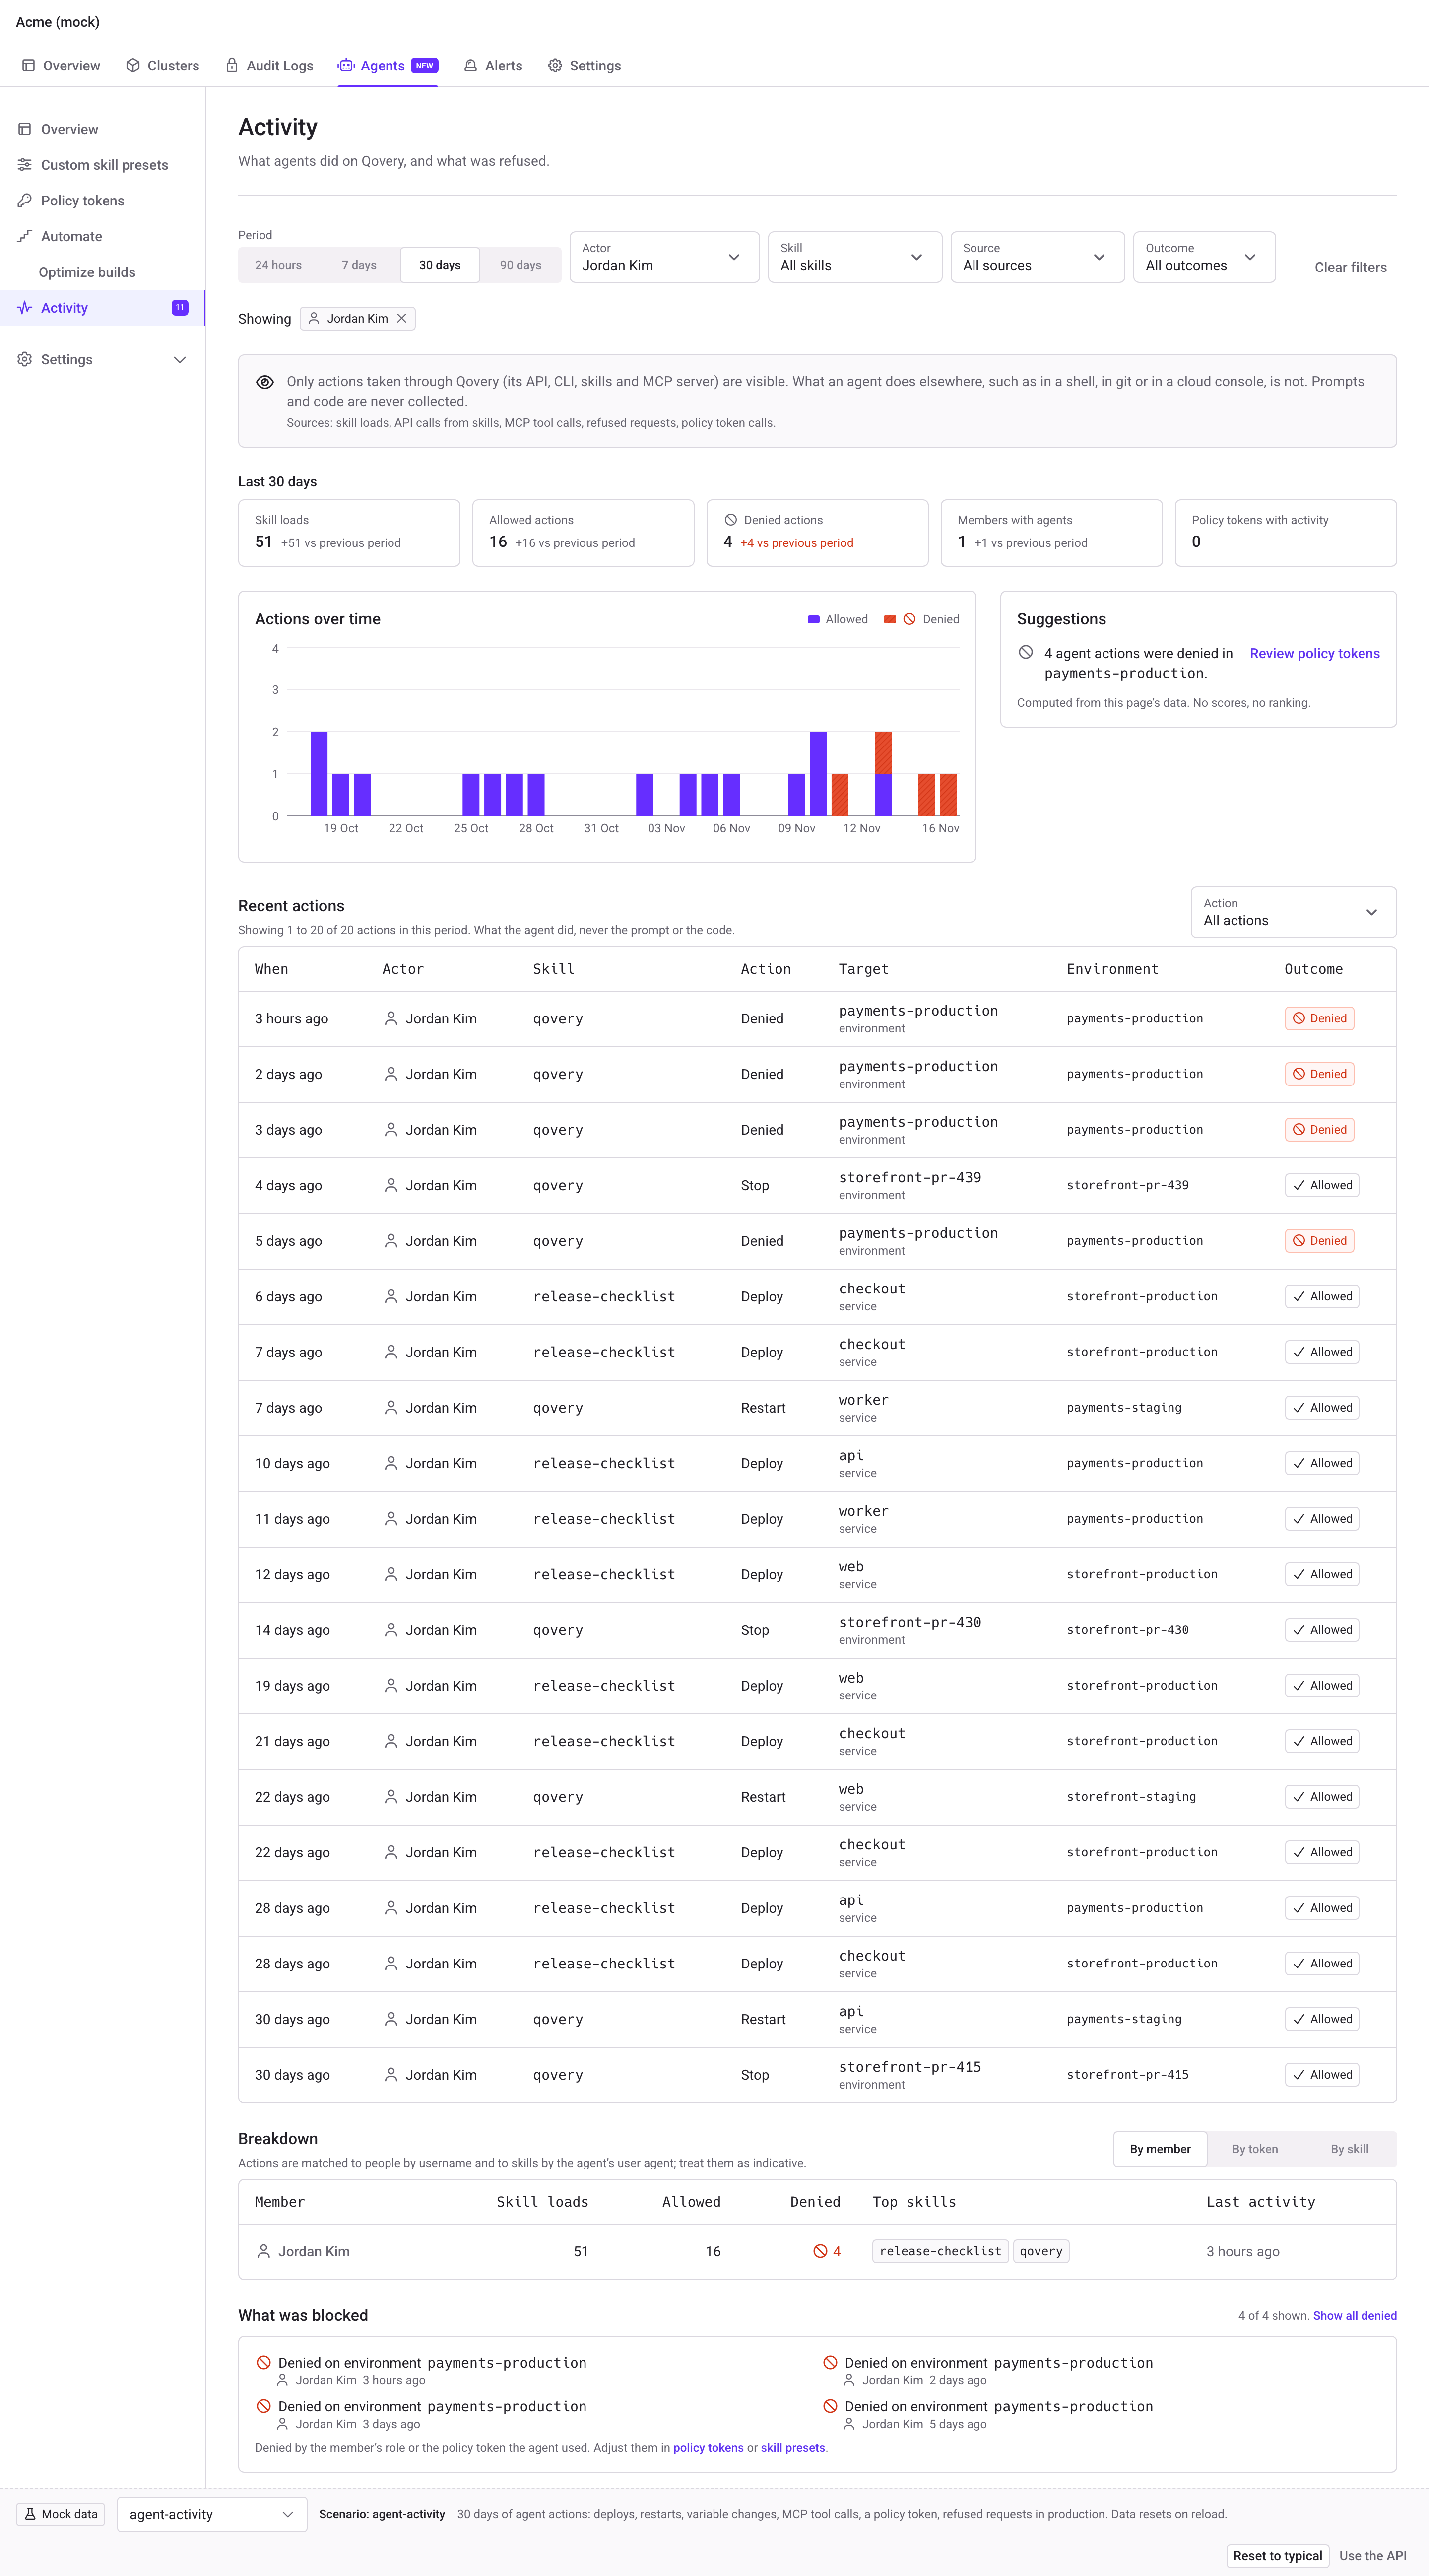 Acme (mock)
Overview
Clusters
Audit Logs
Agents NEW
Alerts
Settings
Overview
Custom skill presets
Policy tokens
Automate
Optimize builds
Activity 11
Settings
Activity
What agents did on Qovery, and what was refused.
Period
24 hours
7 days
30 days
90 days
Actor
Jordan Kim
Skill
All skills
Source
All sources
Outcome
All outcomes
Clear filters
Showing Jordan Kim
Only actions taken through Qovery (its API, CLI, skills and MCP server) are visible. What an agent does elsewhere, such as in a shell, in git or in a cloud console, is not. Prompts
and code are never collected.
Sources: skill loads, API calls from skills, MCP tool calls, refused requests, policy token calls.
Last 30 days
Skill loads
51 +51 vs previous period
Allowed actions
16 +16 vs previous period
Denied actions
4 +4 vs previous period
Members with agents
1 +1 vs previous period
Policy tokens with activity
0
Actions over time
Allowed Denied
4
3
2
1
0
19 Oct 22 Oct 25 Oct 28 Oct 31 Oct 03 Nov 06 Nov 09 Nov 12 Nov 16 Nov
Suggestions
4 agent actions were denied in
payments-production.
Review policy tokens
Computed from this page's data. No scores, no ranking.
Recent actions
Showing 1 to 20 of 20 actions in this period. What the agent did, never the prompt or the code.
Action
All actions
When Actor Skill Action Target Environment Outcome
3 hours ago Jordan Kim qovery Denied payments-production payments-production Denied
environment
2 days ago Jordan Kim qovery Denied payments-production payments-production Denied
environment
3 days ago Jordan Kim qovery Denied payments-production payments-production Denied
environment
4 days ago Jordan Kim qovery Stop storefront-pr-439 storefront-pr-439 Allowed
environment
5 days ago Jordan Kim qovery Denied payments-production payments-production Denied
environment
6 days ago Jordan Kim release-checklist Deploy checkout storefront-production Allowed
service
7 days ago Jordan Kim release-checklist Deploy checkout storefront-production Allowed
service
7 days ago Jordan Kim qovery Restart worker payments-staging Allowed
service
10 days ago Jordan Kim release-checklist Deploy api payments-production Allowed
service
11 days ago Jordan Kim release-checklist Deploy worker payments-production Allowed
service
12 days ago Jordan Kim release-checklist Deploy web storefront-production Allowed
service
14 days ago Jordan Kim qovery Stop storefront-pr-430 storefront-pr-430 Allowed
environment
19 days ago Jordan Kim release-checklist Deploy web storefront-production Allowed
service
21 days ago Jordan Kim release-checklist Deploy checkout storefront-production Allowed
service
22 days ago Jordan Kim qovery Restart web storefront-staging Allowed
service
22 days ago Jordan Kim release-checklist Deploy checkout storefront-production Allowed
service
28 days ago Jordan Kim release-checklist Deploy api payments-production Allowed
service
28 days ago Jordan Kim release-checklist Deploy checkout storefront-production Allowed
service
30 days ago Jordan Kim qovery Restart api payments-staging Allowed
service
30 days ago Jordan Kim qovery Stop storefront-pr-415 storefront-pr-415 Allowed
environment
Breakdown
Actions are matched to people by username and to skills by the agent's user agent; treat them as indicative.
By member
By token
By skill
Member Skill loads Allowed Denied Top skills Last activity
Jordan Kim 51 16 4 release-checklist qovery 3 hours ago
What was blocked
4 of 4 shown. Show all denied
Denied on environment payments-production
Jordan Kim 3 hours ago
Denied on environment payments-production
Jordan Kim 2 days ago
Denied on environment payments-production
Jordan Kim 3 days ago
Denied on environment payments-production
Jordan Kim 5 days ago
Denied by the member's role or the policy token the agent used. Adjust them in policy tokens or skill presets.
Mock data
agent-activity
Scenario: agent-activity 30 days of agent actions: deploys, restarts, variable changes, MCP tool calls, a policy token, refused requests in production. Data resets on reload.
Reset to typical
Use the API